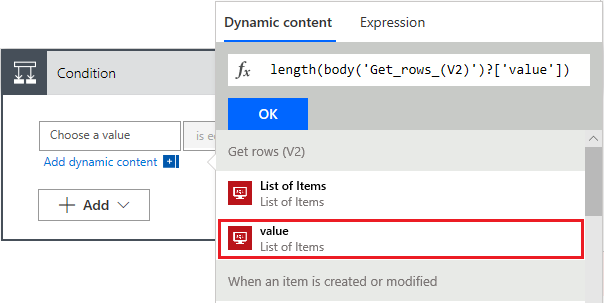 Condition
Choose a value
is e
Add dynamic content
Add
Dynamic content
Expression
fx
length(body('Get_rows_(V2)')?['value'])
OK
Get rows (V2)
List of Items
List of Items
value
List of Items
When an item is created or modified